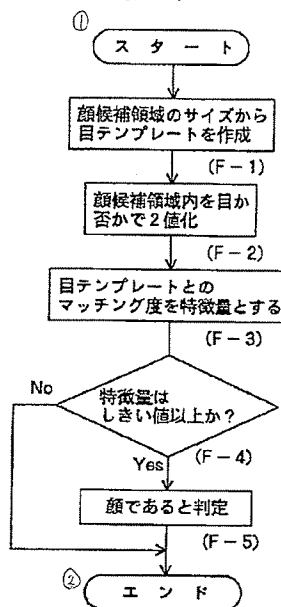 ①
スタート
顔候補領域のサイズから
目テンプレートを作成
(F-1)
顔候補領域内を目か
否かで2値化
(F-2)
目テンプレートとの
マッチング度を特徴量とする
(F-3)
No
特徴量は
しきい値以上か?
Yes
(F-4)
顔であると判定
(F-5)
②
エンド